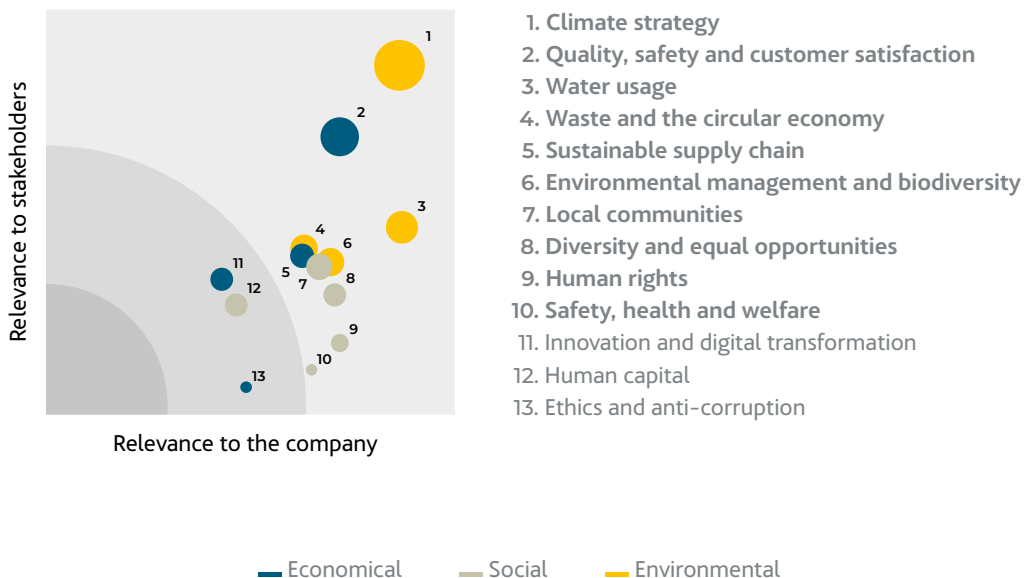 1
2
3
4
5
6
7
8
9
10
11
12
13
Relevance to stakeholders
Relevance to the company
1. Climate strategy
2. Quality, safety and customer satisfaction
3. Water usage
4. Waste and the circular economy
5. Sustainable supply chain
6. Environmental management and biodiversity
7. Local communities
8. Diversity and equal opportunities
9. Human rights
10. Safety, health and welfare
11. Innovation and digital transformation
12. Human capital
13. Ethics and anti-corruption
Economical Social Environmental